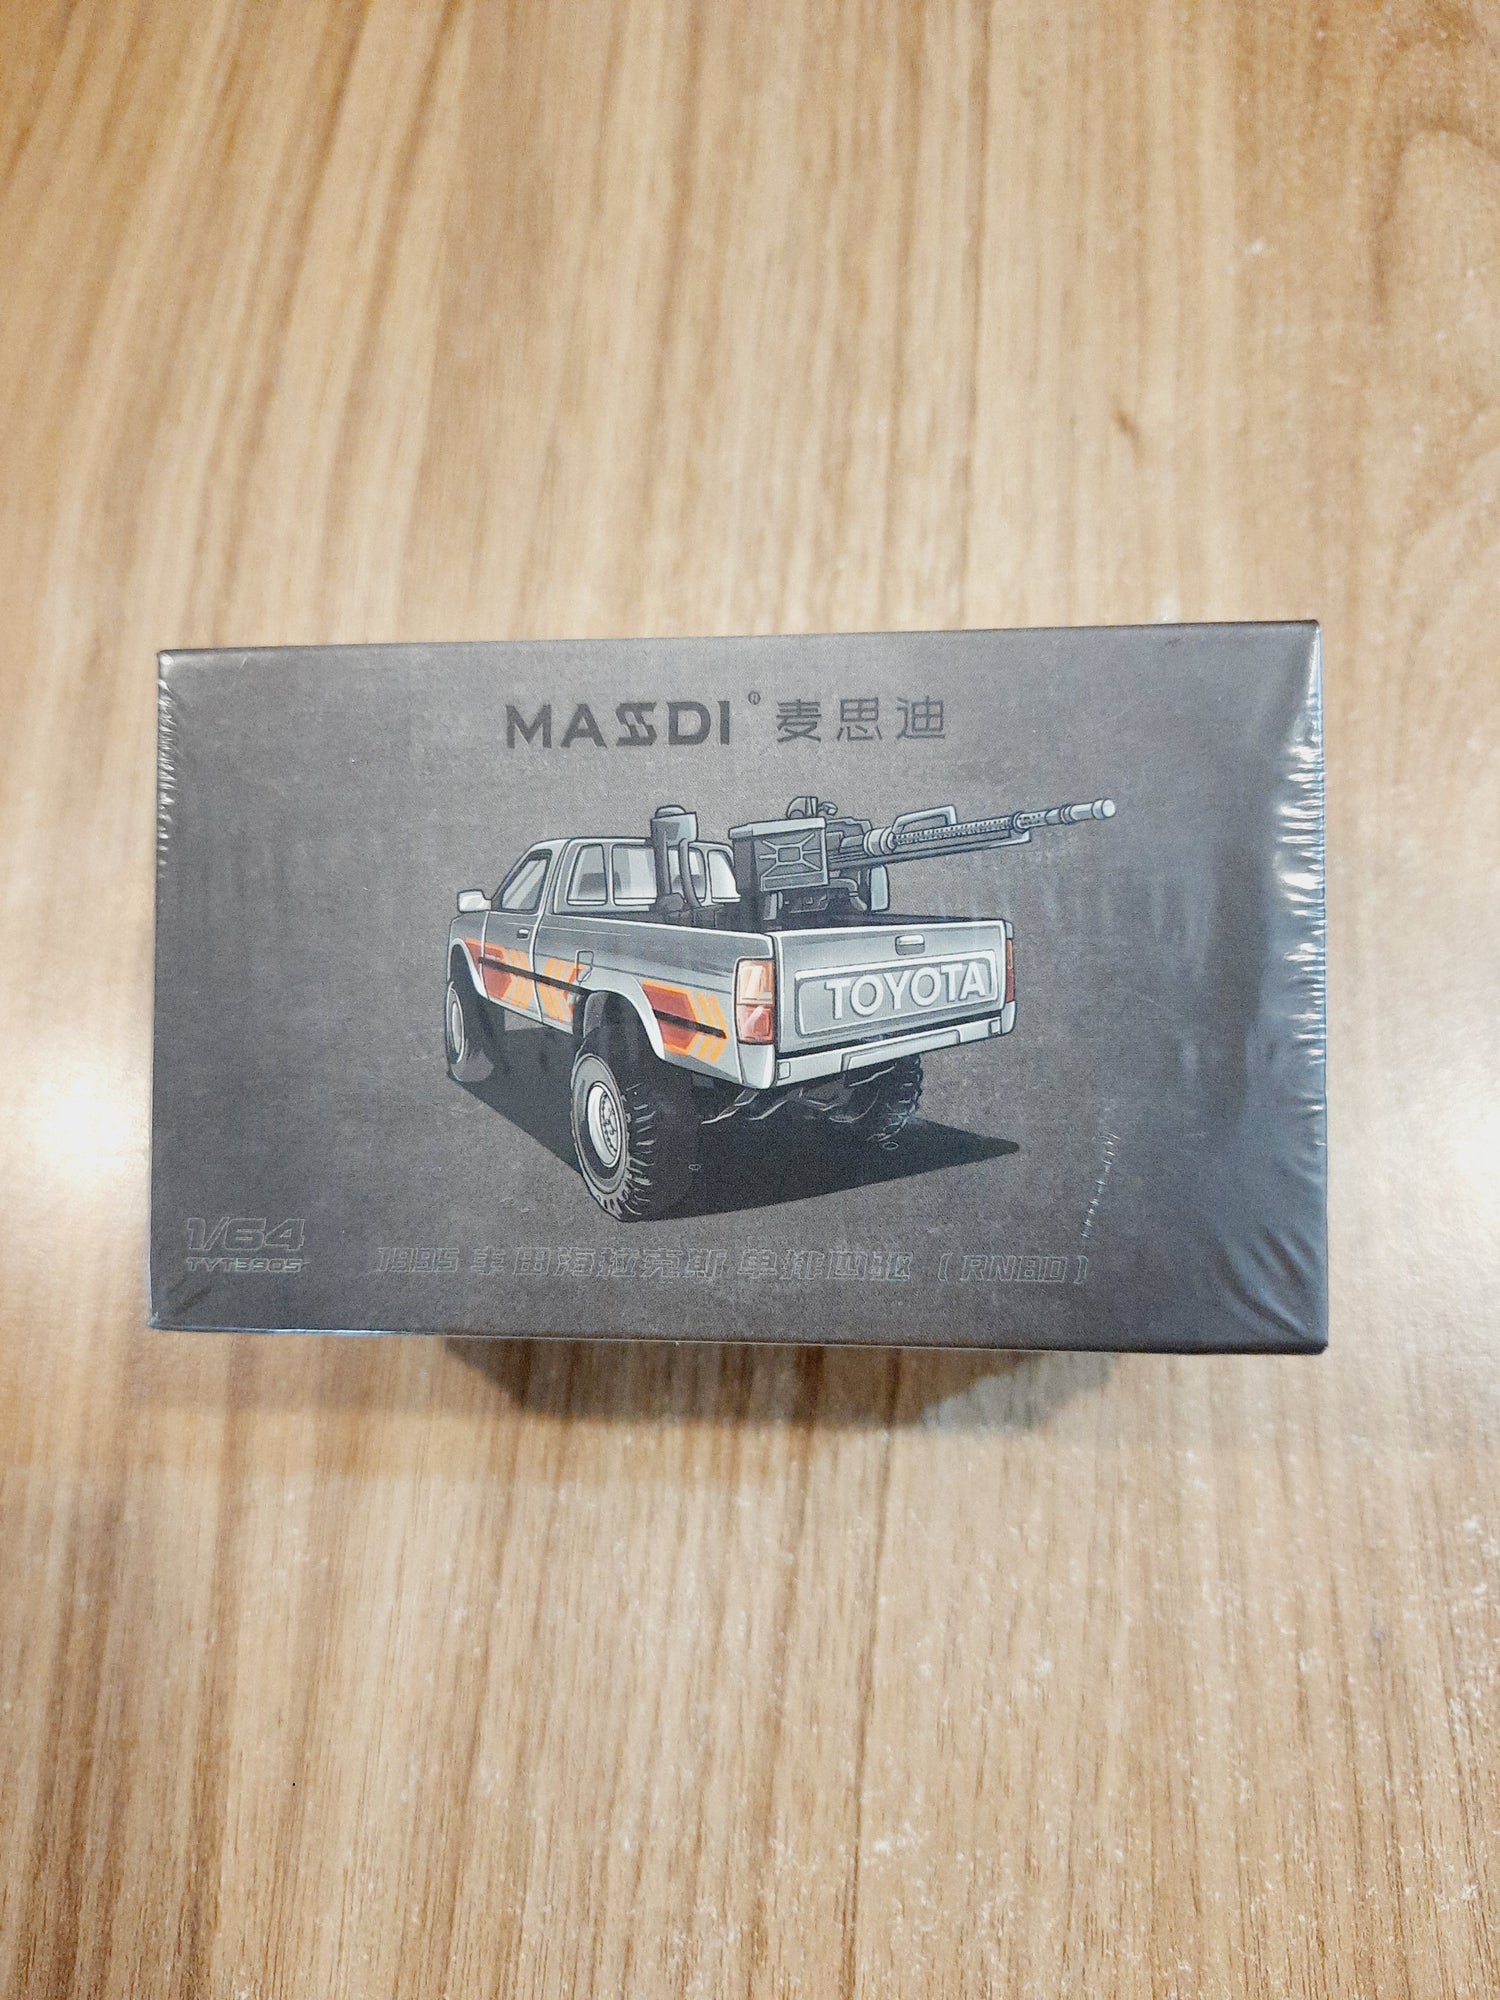 MASDI® 麦思迪
TOYOTA
1/64
TYT3905
1995 丰田海拉克斯 单排四驱 (RN80)